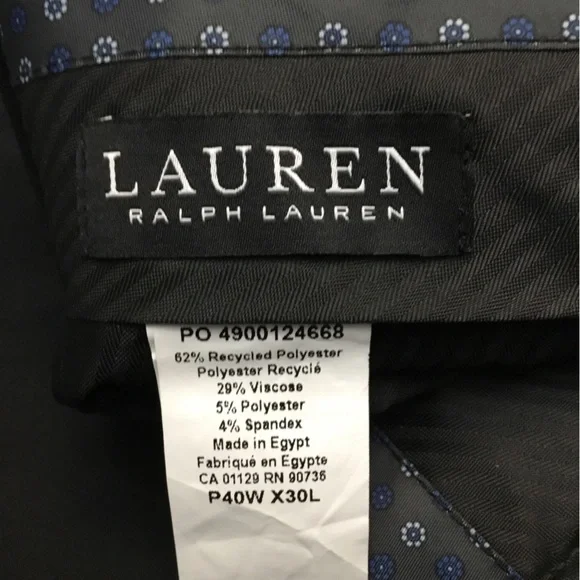 LAUREN
RALPH LAUREN
PO 4900124668
62% Recycled Polyester
Polyester Recyclé
29% Viscose
5% Polyester
4% Spandex
Made in Egypt
Fabriqué en Egypte
CA 01129 RN 90736
P40W X30L